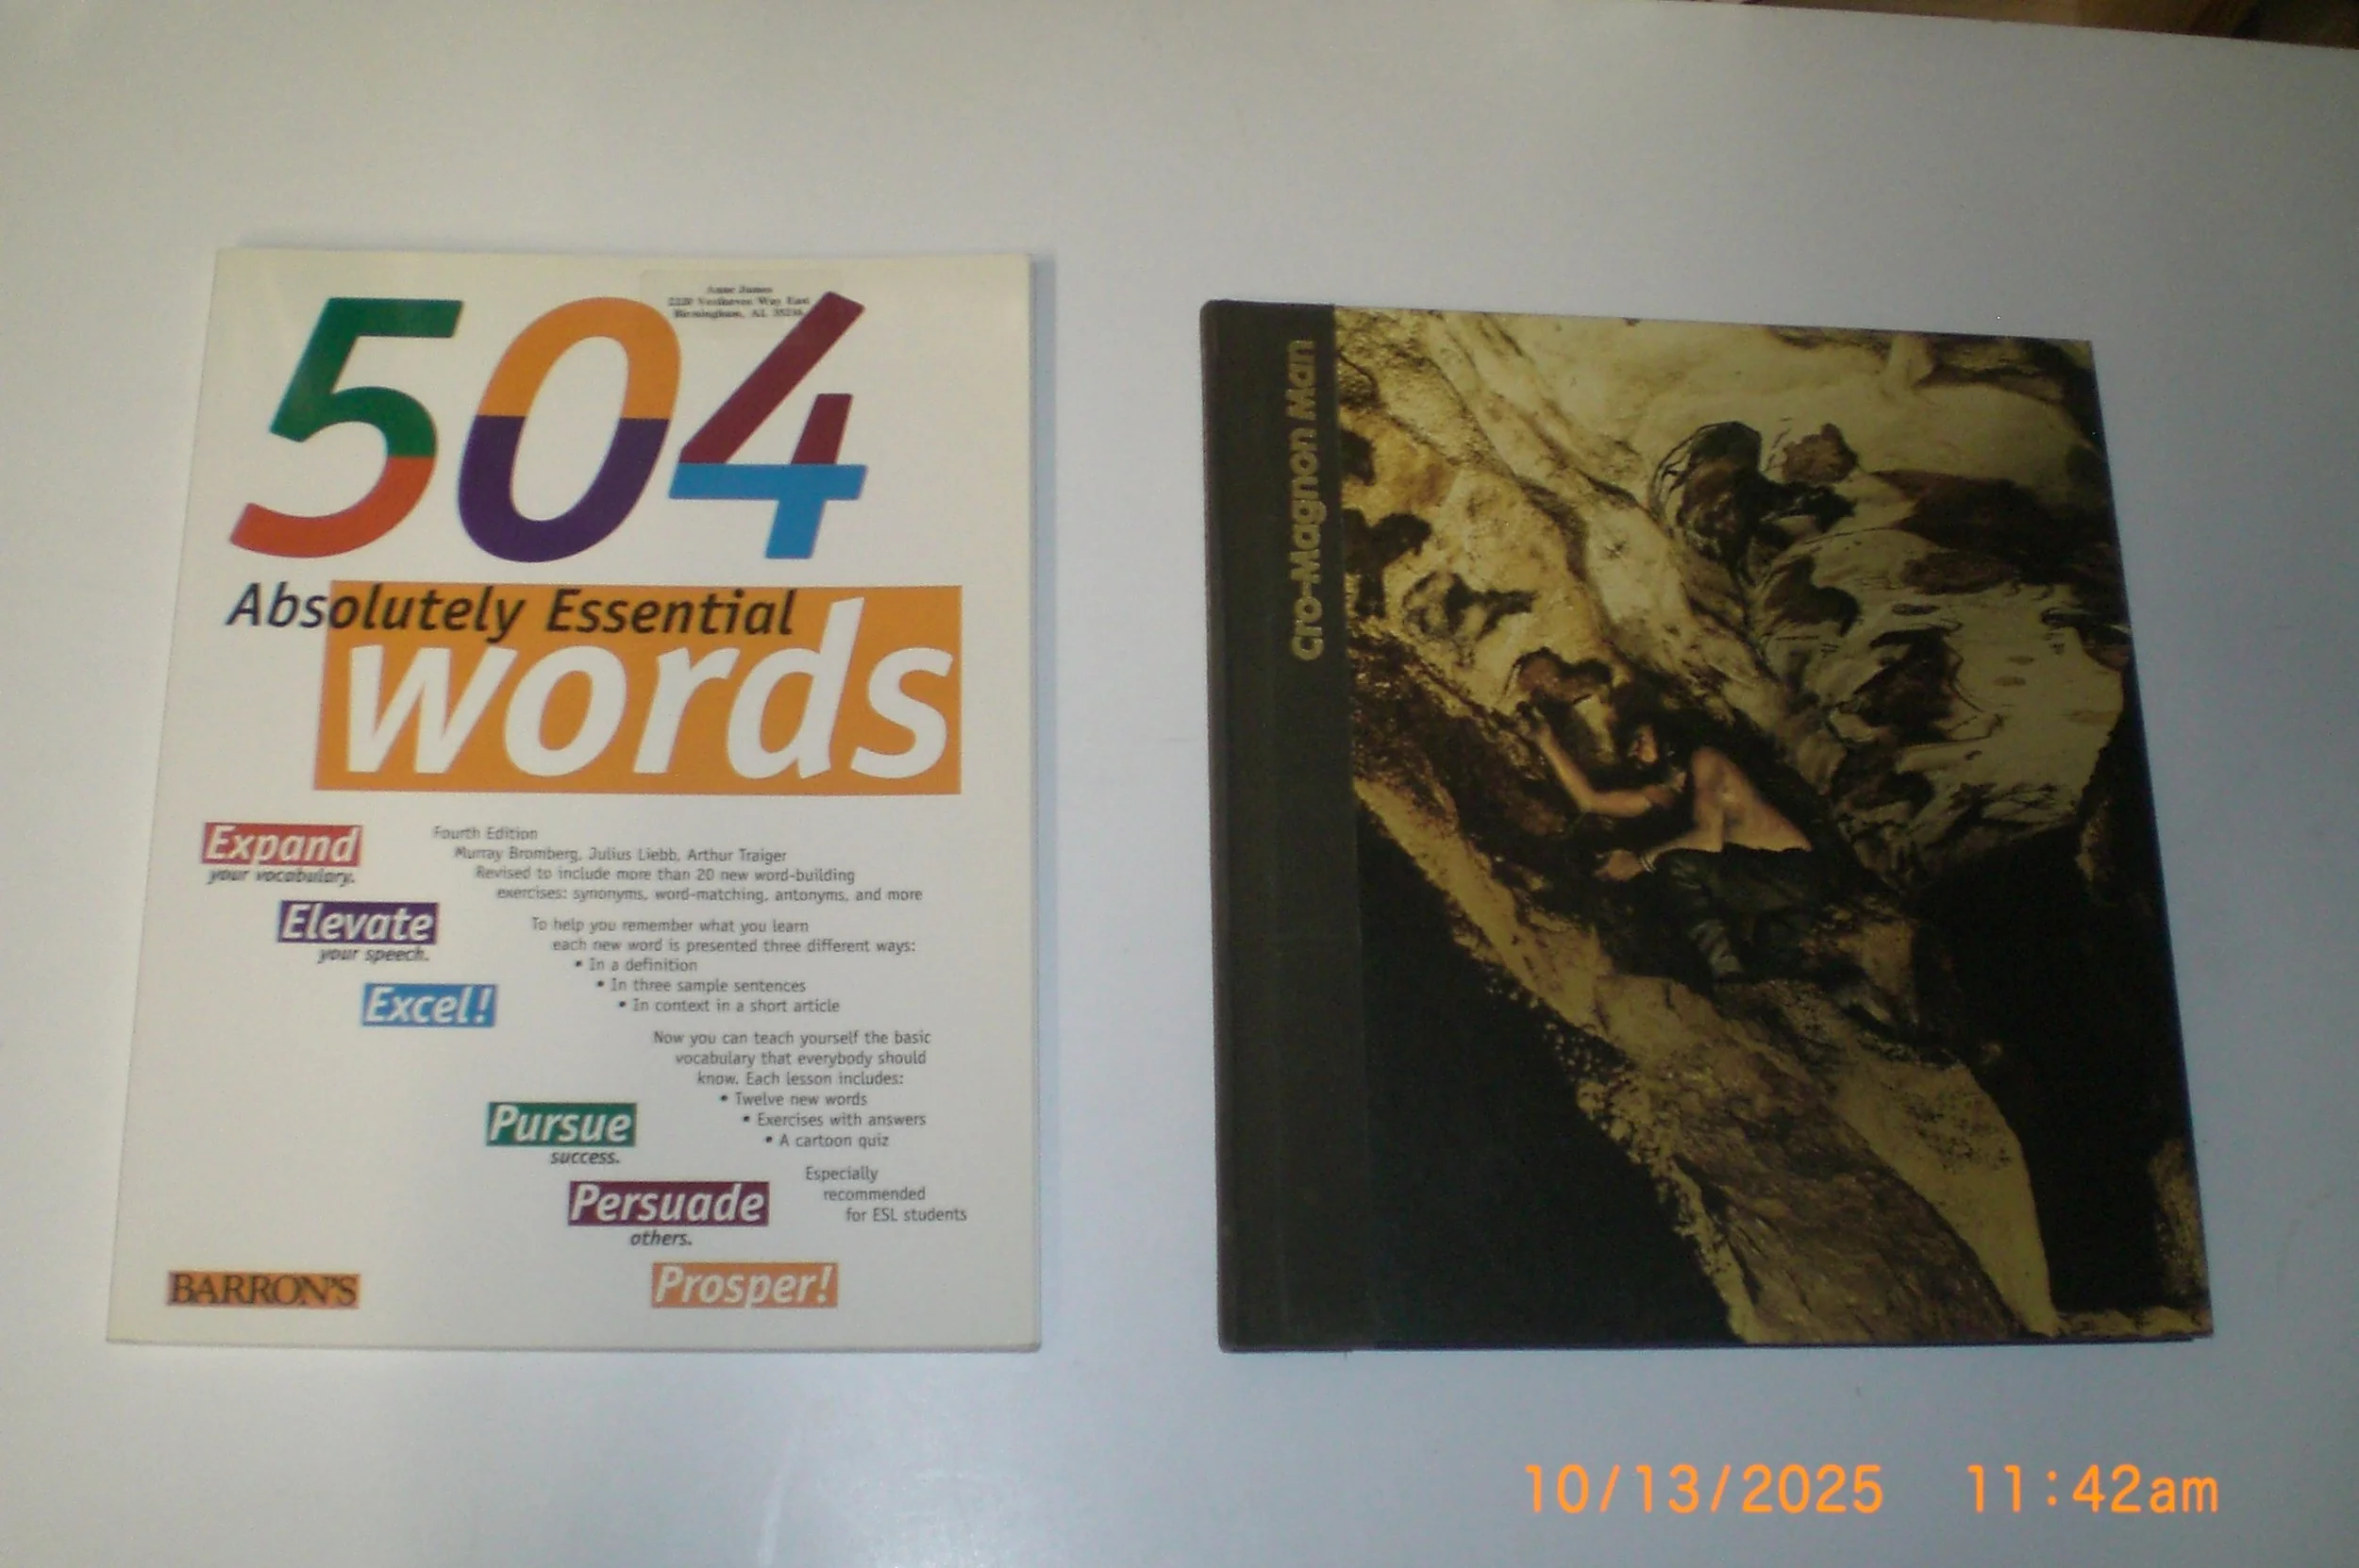 504
Absolutely Essential
words
Anne James
Birmingham, AL
Expand
your vocabulary.
Elevate
your speech.
Excel!
Pursue
success.
Persuade
others.
Prosper!
Fourth Edition
Murray Bromberg, Julius Liebb, Arthur Traiger
Revised to include more than 20 new word-building
exercises: synonyms, word-matching, antonyms, and more
To help you remember what you learn
each new word is presented three different ways:
• In a definition
• In three sample sentences
• In context in a short article
Now you can teach yourself the basic
vocabulary that everybody should
know. Each lesson includes:
• Twelve new words
• Exercises with answers
• A cartoon quiz
Especially
recommended
for ESL students
BARRON'S
Cro-Magnon Man
10/13/2025 11:42am